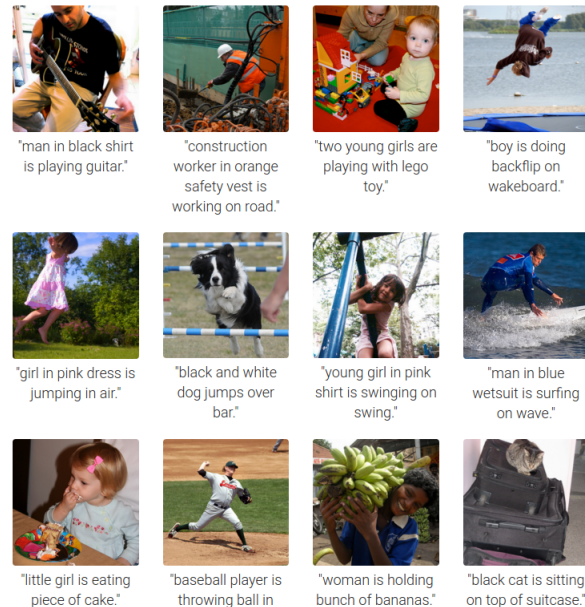 "man in black shirt
is playing guitar."
"construction
worker in orange
safety vest is
working on road."
"two young girls are
playing with lego
toy."
"boy is doing
backflip on
wakeboard."
"girl in pink dress is
jumping in air."
"black and white
dog jumps over
bar."
"young girl in pink
shirt is swinging on
swing."
"man in blue
wetsuit is surfing
on wave."
"little girl is eating
piece of cake."
"baseball player is
throwing ball in
"woman is holding
bunch of bananas."
"black cat is sitting
on top of suitcase."